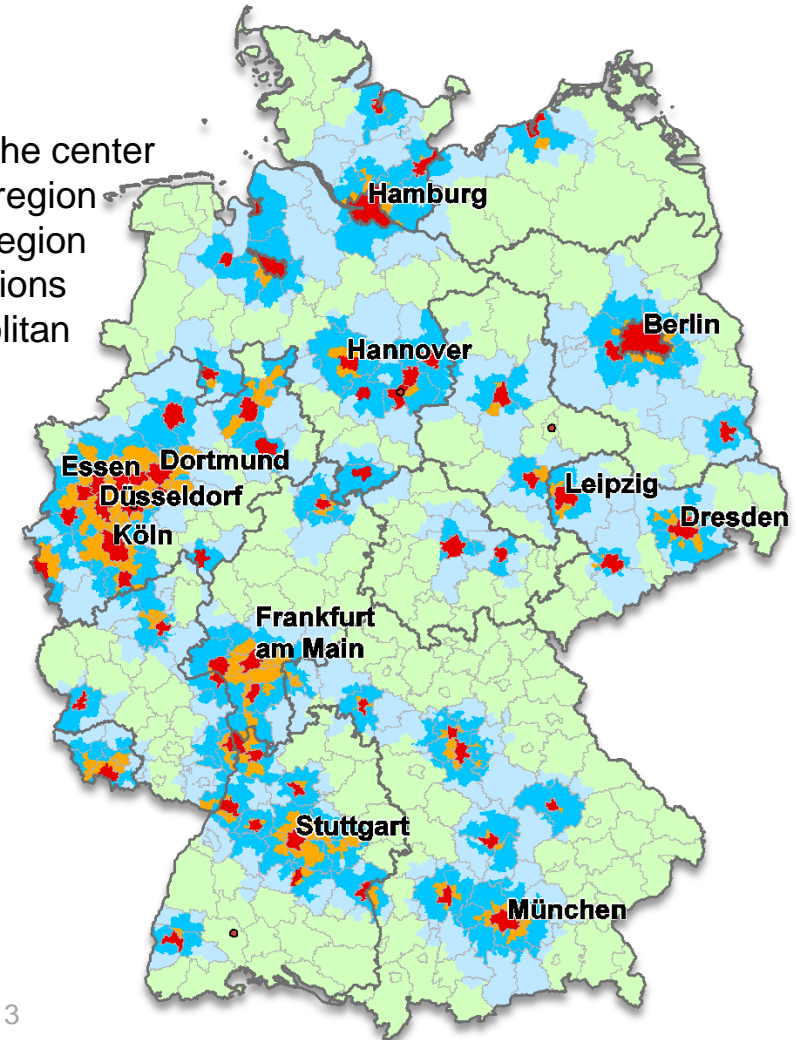 he center
region
egion
ions
litan
Hamburg
Berlin
Hannover
Essen
Dortmund
Düsseldorf
Köln
Leipzig
Dresden
Frankfurt
am Main
Stuttgart
München
3